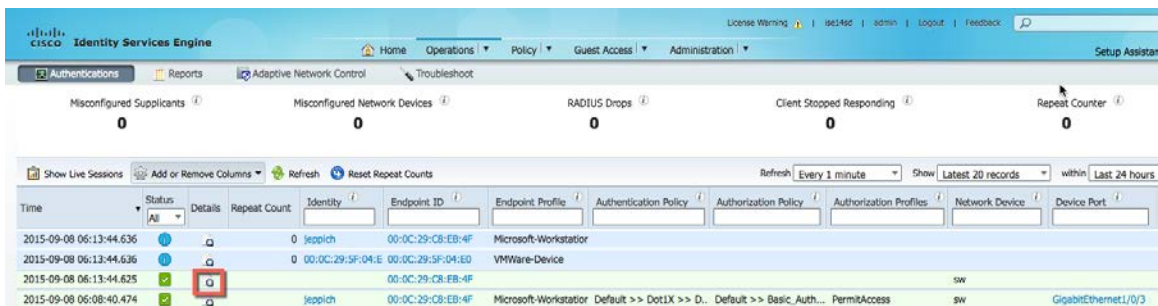 License Warning | ise14sd | admin | Logout | Feedback
CISCO Identity Services Engine
Home Operations Policy Guest Access Administration
Setup Assistan
Authentications Reports Adaptive Network Control Troubleshoot
Misconfigured Supplicants Misconfigured Network Devices RADIUS Drops Client Stopped Responding Repeat Counter
0 0 0 0 0
Show Live Sessions Add or Remove Columns Refresh Reset Repeat Counts Refresh Every 1 minute Show Latest 20 records within Last 24 hours
Time Status Details Repeat Count Identity Endpoint ID Endpoint Profile Authentication Policy Authorization Policy Authorization Profiles Network Device Device Port
All
2015-09-08 06:13:44.636 0 jeppich 00:0C:29:C8:EB:4F Microsoft-Workstation
2015-09-08 06:13:44.636 0 00:0C:29:5F:04:E 00:0C:29:5F:04:E0 VMWare-Device
2015-09-08 06:13:44.625 00:0C:29:C8:EB:4F sw
2015-09-08 06:08:40.474 jeppich 00:0C:29:C8:EB:4F Microsoft-Workstation Default >> Dot1X >> D.. Default >> Basic_Auth... PermitAccess sw GigabitEthernet1/0/3